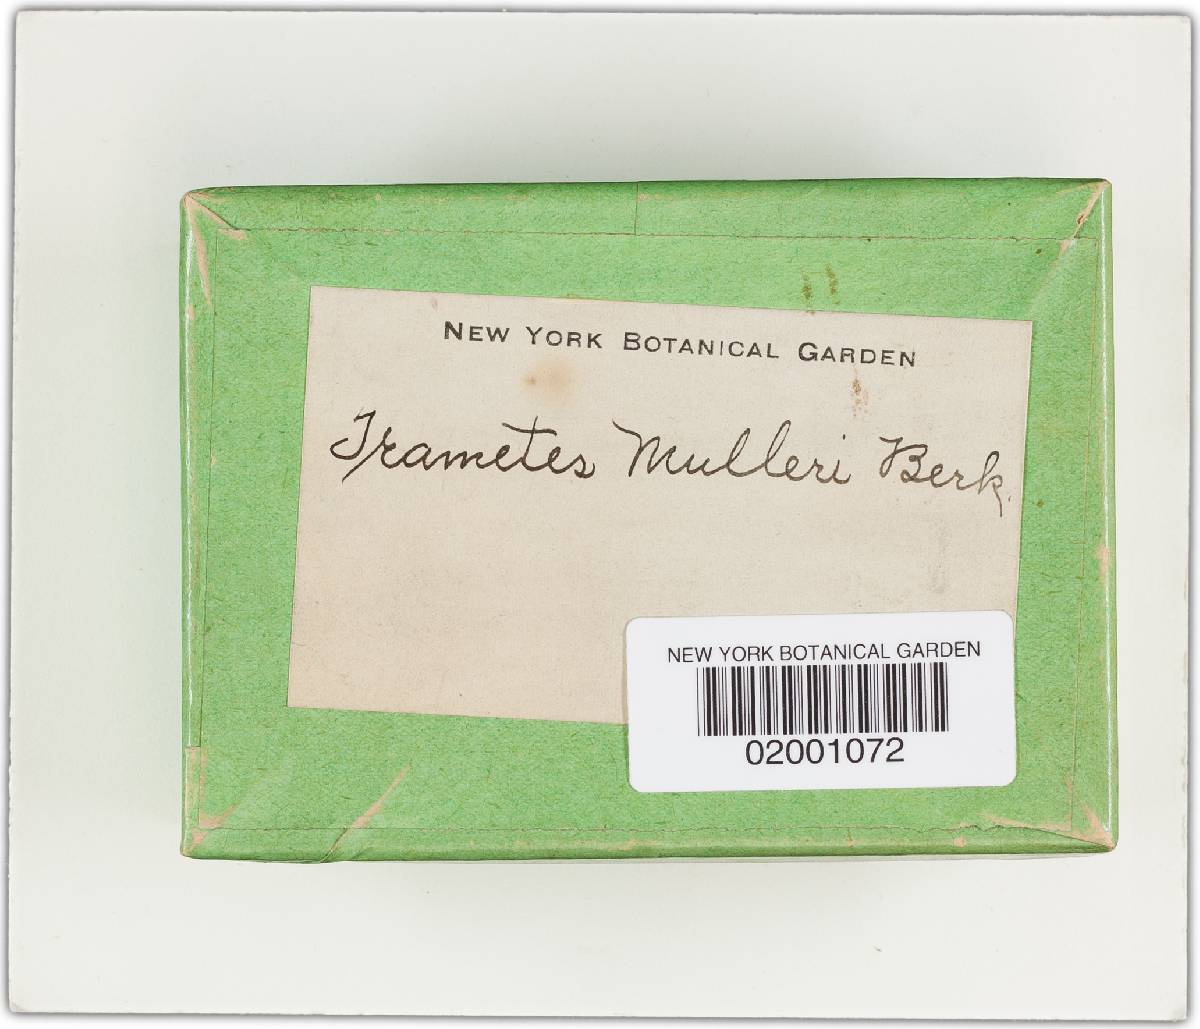 NEW YORK BOTANICAL GARDEN
Trametes Mulleri Berk.
NEW YORK BOTANICAL GARDEN
02001072